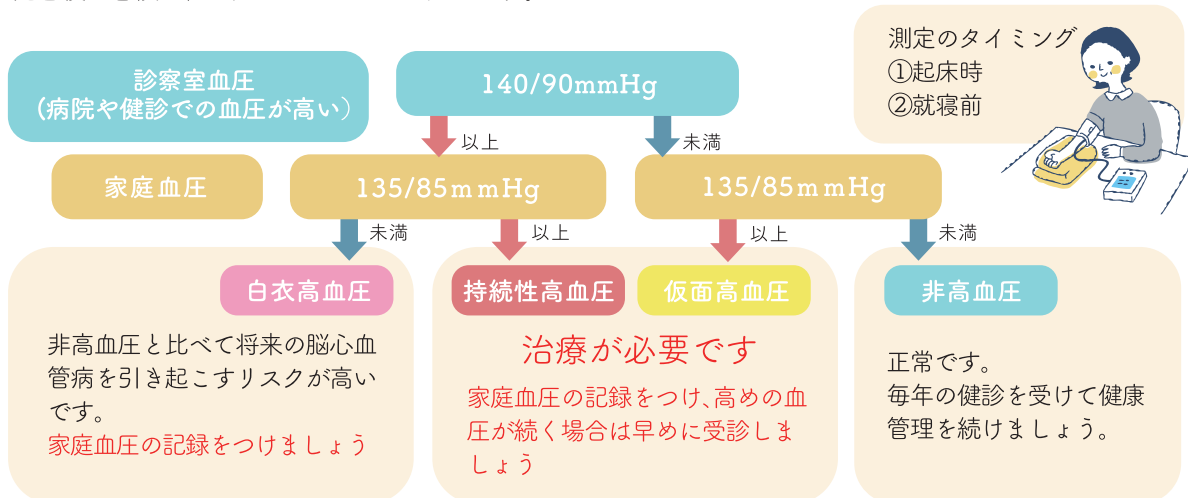 測定のタイミング
①起床時
②就寝前
診察室血圧
(病院や健診での血圧が高い)
140/90mmHg
以上
未満
家庭血圧
135/85mmHg
135/85mmHg
未満
以上
以上
未満
白衣高血圧
非高血圧と比べて将来の脳心血
管病を引き起こすリスクが高い
です。
家庭血圧の記録をつけましょう
持続性高血圧
仮面高血圧
治療が必要です
家庭血圧の記録をつけ、高めの血
圧が続く場合は早めに受診しま
しょう
非高血圧
正常です。
毎年の健診を受けて健康
管理を続けましょう。